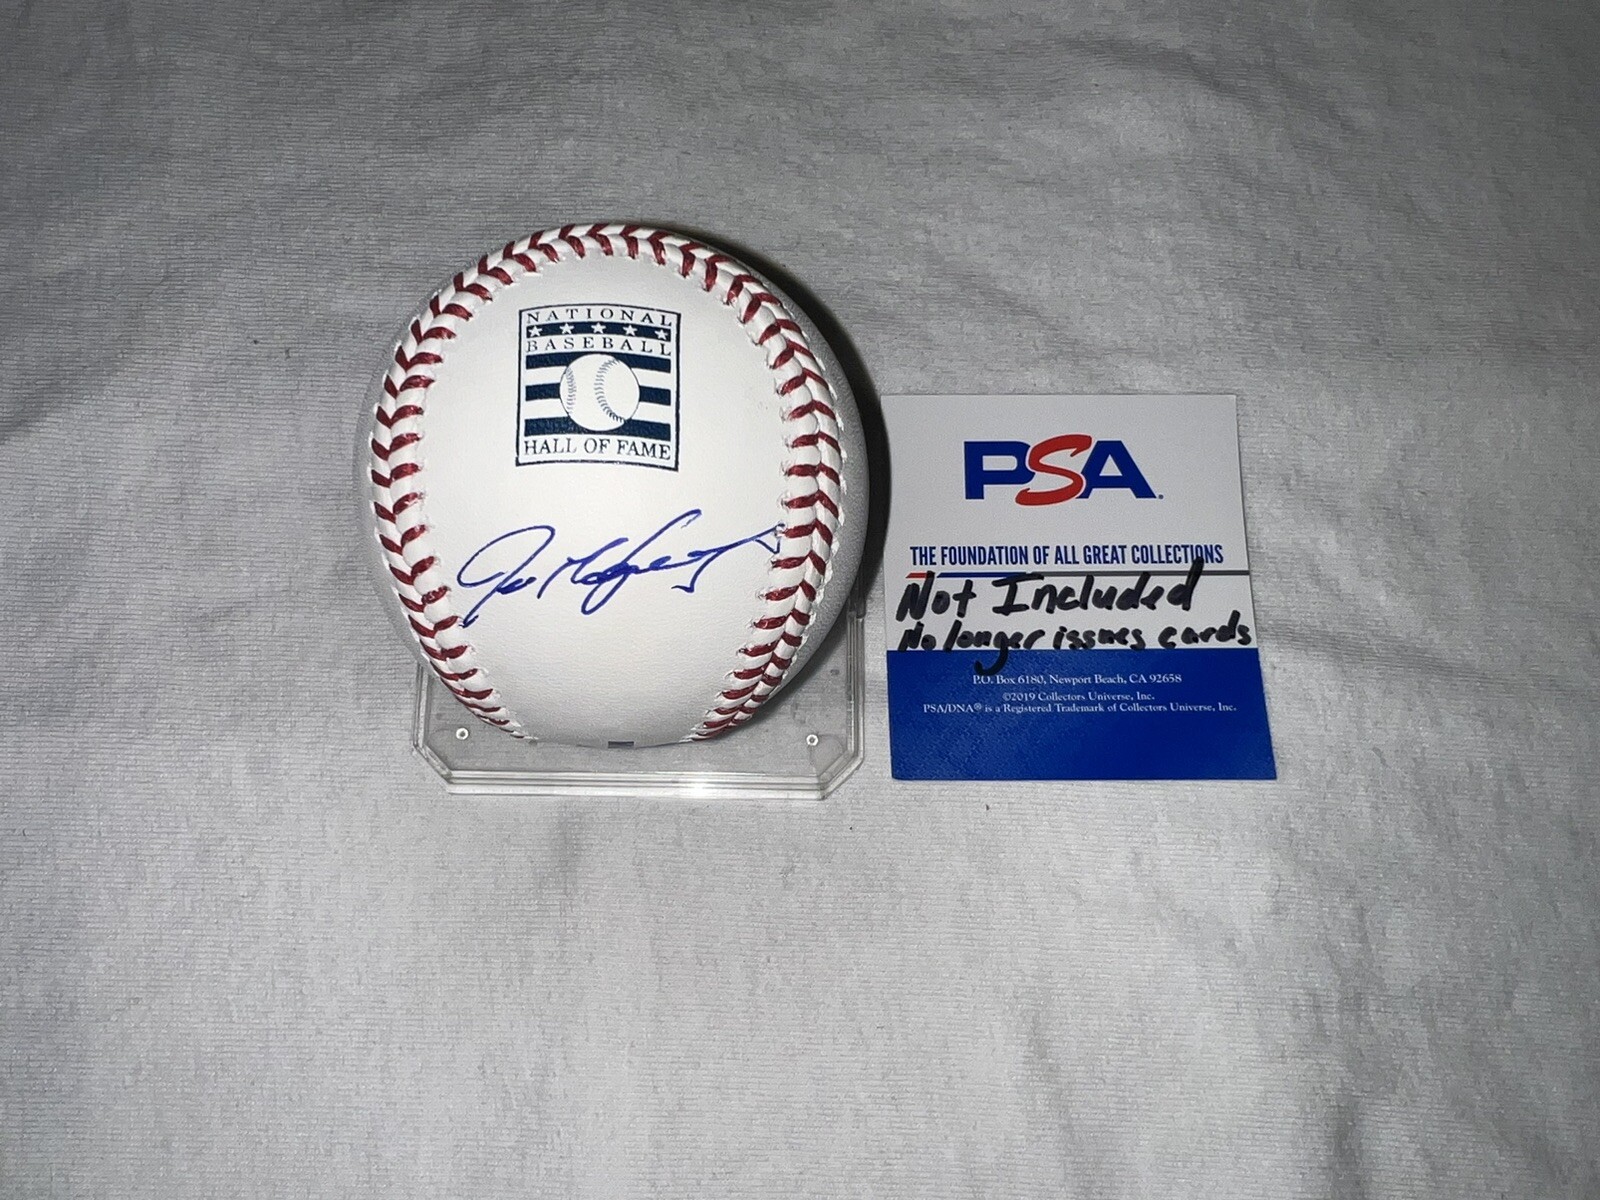 NATIONAL
BASEBALL
HALL OF FAME
PSA
THE FOUNDATION OF ALL GREAT COLLECTIONS
Not Included
No longer issues cards
P.O. Box 6180, Newport Beach, CA 92658
©2019 Collectors Universe, Inc.
PSA/DNA® is a Registered Trademark of Collectors Universe, Inc.